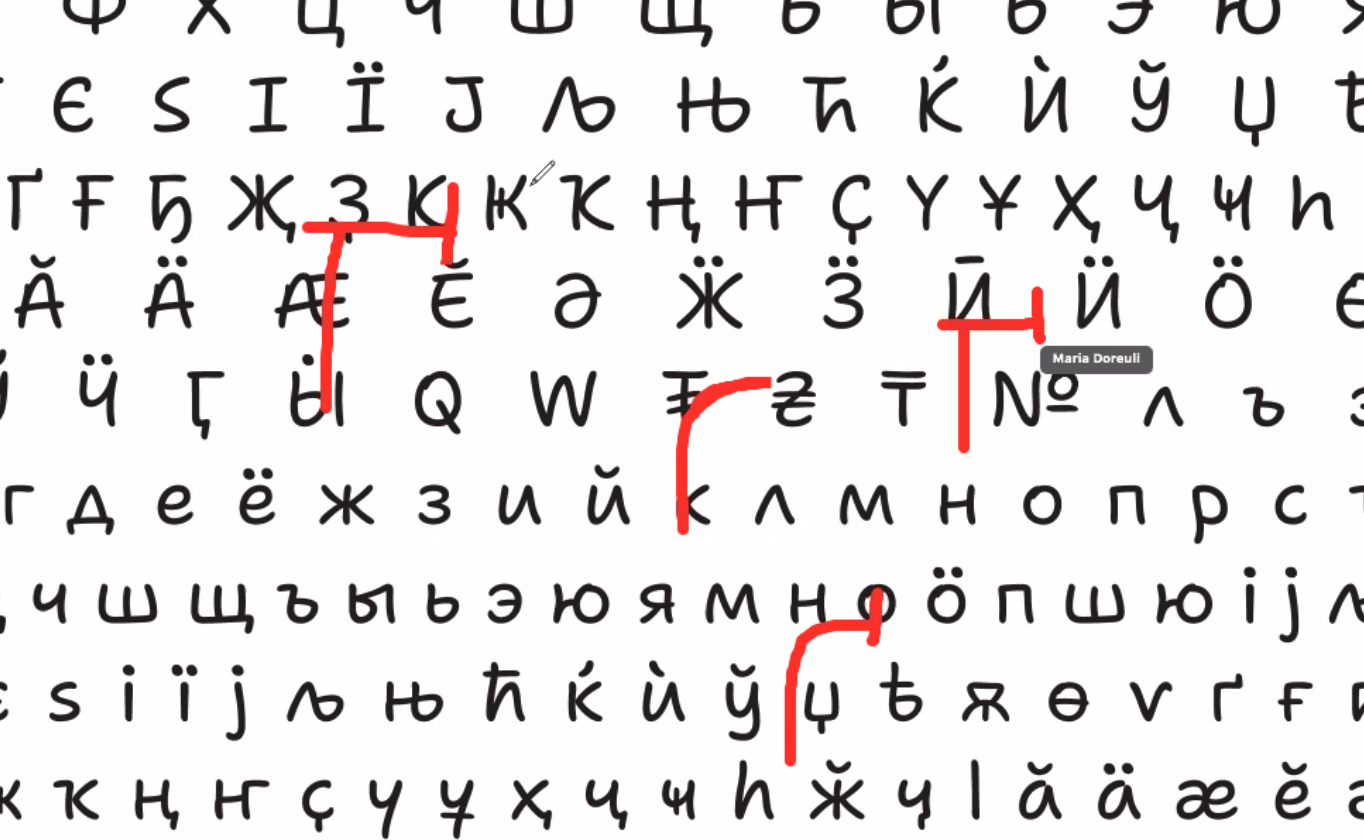 Ф Х Ц Ч Ш Щ Ъ Ы Ь Э Ю Я
Є Ѕ І Ї Ј Љ Њ Ћ Ќ Ѝ Ў Џ
Ґ Ғ Ҕ Җ З К Ҝ Ҡ Ң Ҥ Ҫ Ү Ұ Ҳ Ҷ Ҹ һ
Ă Ä Æ Ĕ Ə Ӝ Ӟ Ӣ Ӥ Ӧ
Ӵ Ӷ Ӹ Q W ₮ Ƶ ₸ № л ъ
г д е ё ж з и й к л м н о п р с
ч ш щ ъ ы ь э ю я м н о ӧ п ш ю і ј
ѕ і ї ј љ њ ћ ќ ѝ ў џ ѣ ѫ ѳ ѵ ґ ғ
Maria Doreuli
ҡ ң ҥ ҫ ү ұ ҳ ҷ ҹ һ ӂ ӌ ӏ ă ä æ ĕ